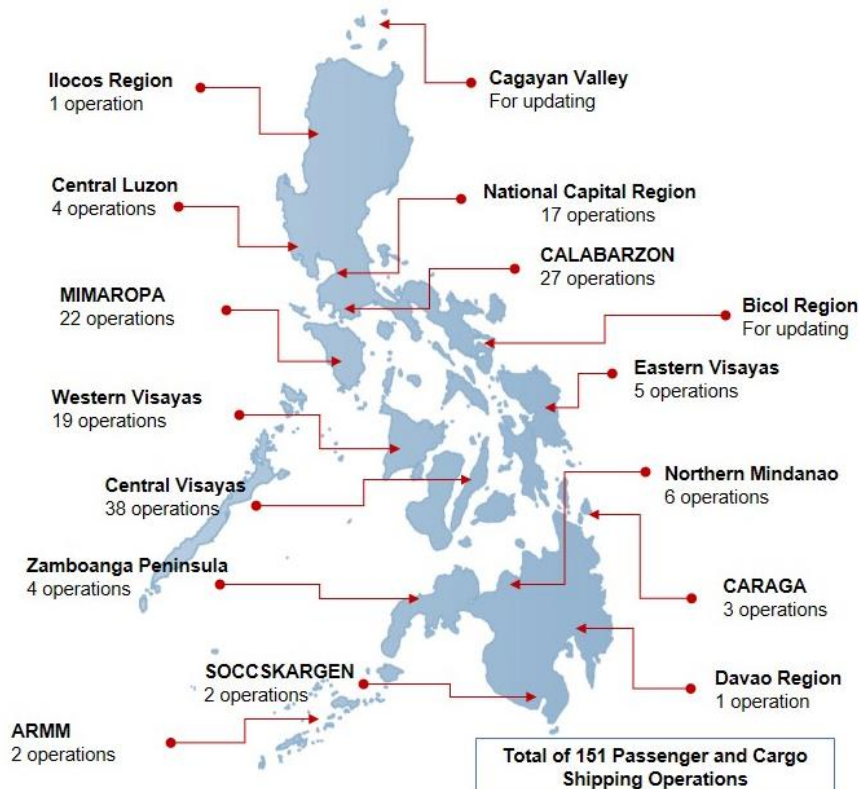 Ilocos Region
1 operation
Cagayan Valley
For updating
Central Luzon
4 operations
National Capital Region
17 operations
CALABARZON
27 operations
MIMAROPA
22 operations
Bicol Region
For updating
Eastern Visayas
5 operations
Western Visayas
19 operations
Northern Mindanao
6 operations
Central Visayas
38 operations
Zamboanga Peninsula
4 operations
CARAGA
3 operations
SOCCSKARGEN
2 operations
Davao Region
1 operation
ARMM
2 operations
Total of 151 Passenger and Cargo
Shipping Operations